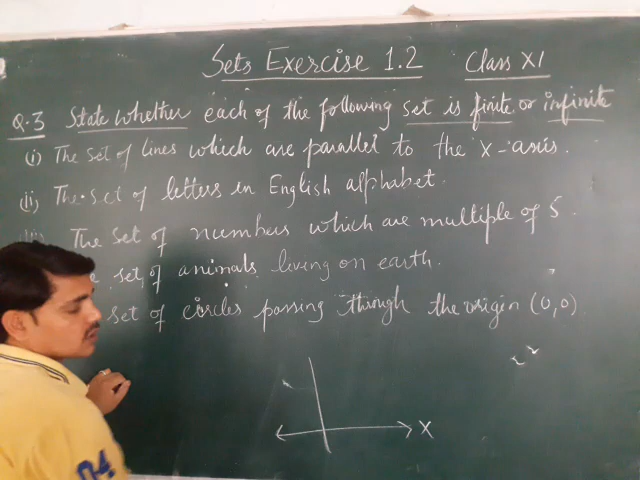 Sets Exercise 1.2 Class XI
Q.3 State whether each of the following set is finite or infinite
(i) The set of lines which are parallel to the x-axis.
(ii) The set of letters in English alphabet.
The set of numbers which are multiple of 5.
set of animals living on earth.
set of circles passing through the origin (0,0)
X
04